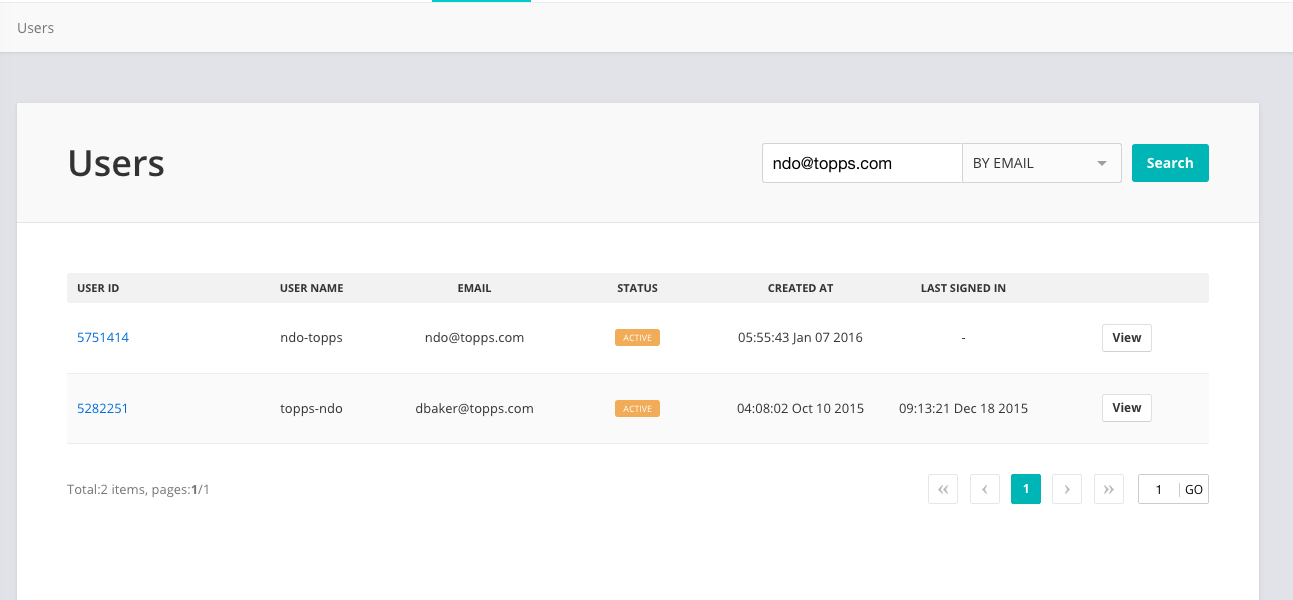 Users
Users
ndo@topps.com BY EMAIL Search
USER ID USER NAME EMAIL STATUS CREATED AT LAST SIGNED IN
5751414 ndo-topps ndo@topps.com ACTIVE 05:55:43 Jan 07 2016 - View
5282251 topps-ndo dbaker@topps.com ACTIVE 04:08:02 Oct 10 2015 09:13:21 Dec 18 2015 View
Total:2 items, pages:1/1 « ‹ 1 › » 1 GO